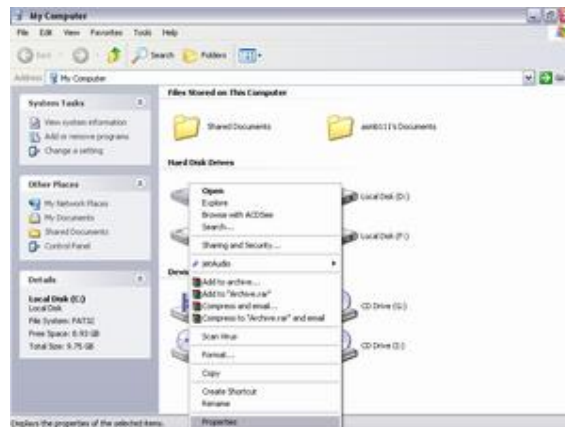 My Computer
File Edit View Favorites Tools Help
Search Folders
Address My Computer
Files Stored on This Computer
System Tasks
View system information
Add or remove programs
Change a setting
Shared Documents
Documents
Hard Disk Drives
Other Places
My Network Places
My Documents
Shared Documents
Control Panel
Local Disk (D:)
Local Disk (F:)
Open
Explore
Browse with ACDSee
Search...
Sharing and Security...
jetAudio
Add to archive...
Add to "Archive.rar"
Compress and email...
Compress to "Archive.rar" and email
Scan Virus
Format...
Copy
Create Shortcut
Rename
Properties
Details
Local Disk (C:)
Local Disk
File System: FAT32
Free Space: 8.93 GB
Total Size: 9.75 GB
CD Drive (G:)
CD Drive (I:)
Displays the properties of the selected items.